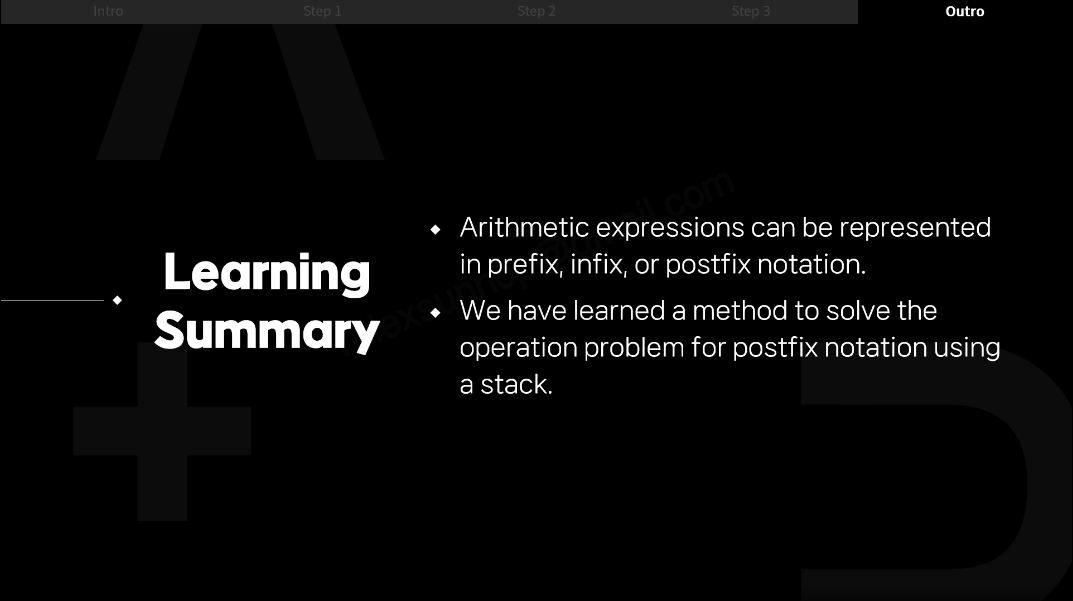 Intro
Step 1
Step 2
Step 3
Outro
Learning
Summary
Arithmetic expressions can be represented
in prefix, infix, or postfix notation.
We have learned a method to solve the
operation problem for postfix notation using
a stack.